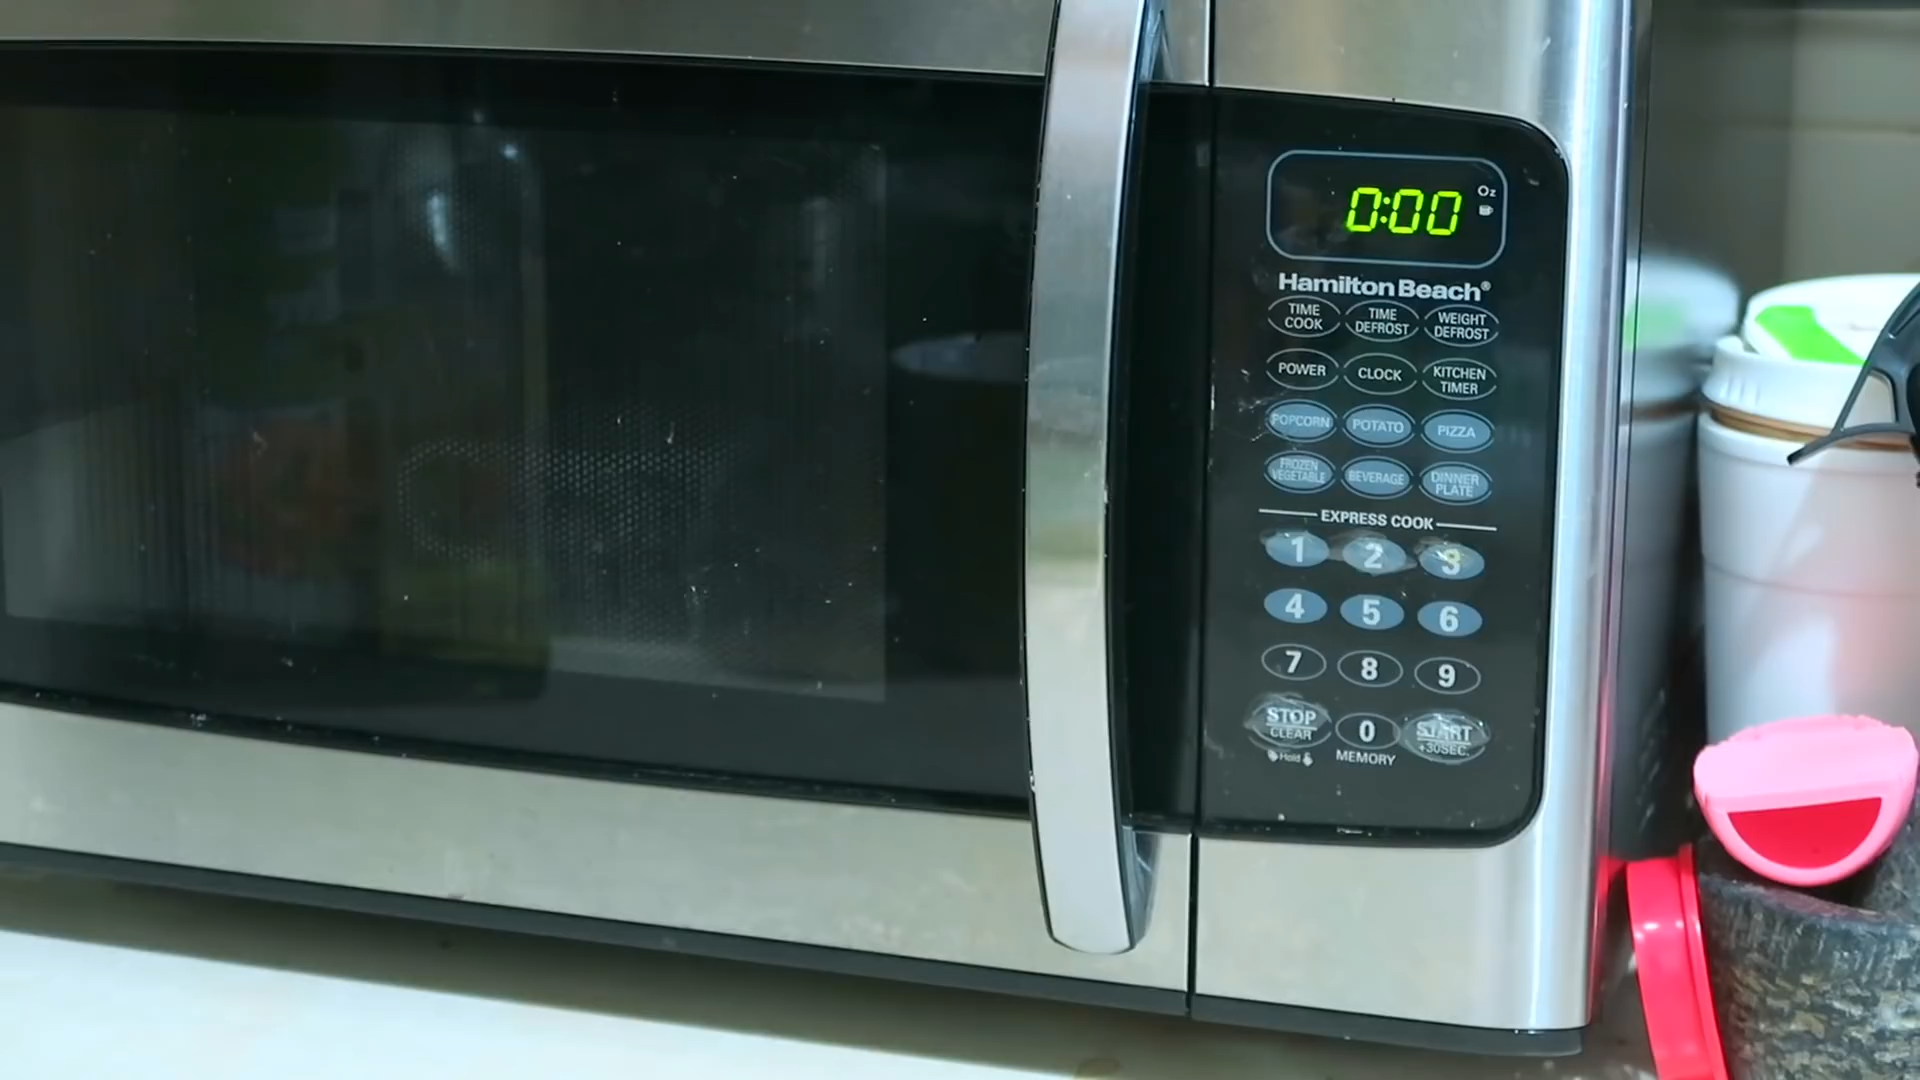 0:00
Oz
Hamilton Beach®
TIME COOK
TIME DEFROST
WEIGHT DEFROST
POWER
CLOCK
KITCHEN TIMER
POPCORN
POTATO
PIZZA
FROZEN VEGETABLE
BEVERAGE
DINNER PLATE
EXPRESS COOK
1 2 3
4 5 6
7 8 9
STOP CLEAR
0
START +30SEC.
Hold
MEMORY